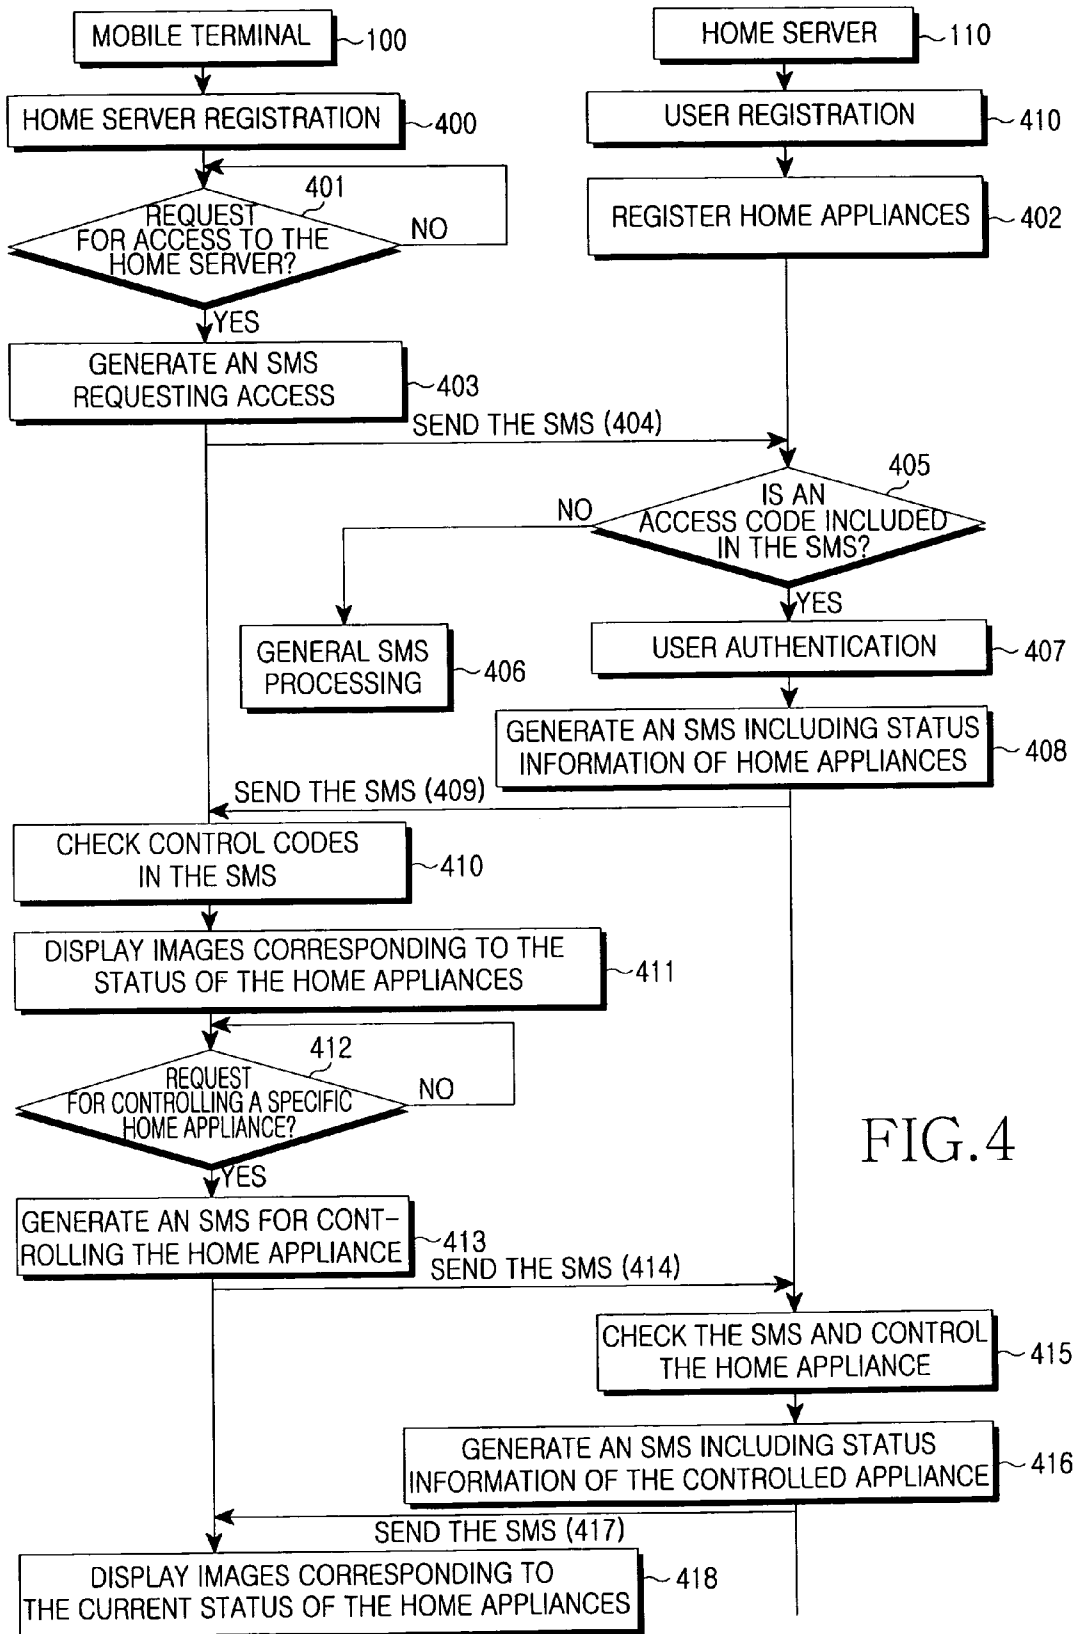 MOBILE TERMINAL
100
HOME SERVER
110
HOME SERVER REGISTRATION
400
USER REGISTRATION
410
401
REQUEST
FOR ACCESS TO THE
HOME SERVER?
NO
YES
REGISTER HOME APPLIANCES
402
GENERATE AN SMS
REQUESTING ACCESS
403
SEND THE SMS (404)
405
IS AN
ACCESS CODE INCLUDED
IN THE SMS?
NO
YES
GENERAL SMS
PROCESSING
406
USER AUTHENTICATION
407
GENERATE AN SMS INCLUDING STATUS
INFORMATION OF HOME APPLIANCES
408
SEND THE SMS (409)
CHECK CONTROL CODES
IN THE SMS
410
DISPLAY IMAGES CORRESPONDING TO THE
STATUS OF THE HOME APPLIANCES
411
412
REQUEST
FOR CONTROLLING A SPECIFIC
HOME APPLIANCE?
NO
YES
FIG.4
GENERATE AN SMS FOR CONT-
ROLLING THE HOME APPLIANCE
413
SEND THE SMS (414)
CHECK THE SMS AND CONTROL
THE HOME APPLIANCE
415
GENERATE AN SMS INCLUDING STATUS
INFORMATION OF THE CONTROLLED APPLIANCE
416
SEND THE SMS (417)
DISPLAY IMAGES CORRESPONDING TO
THE CURRENT STATUS OF THE HOME APPLIANCES
418